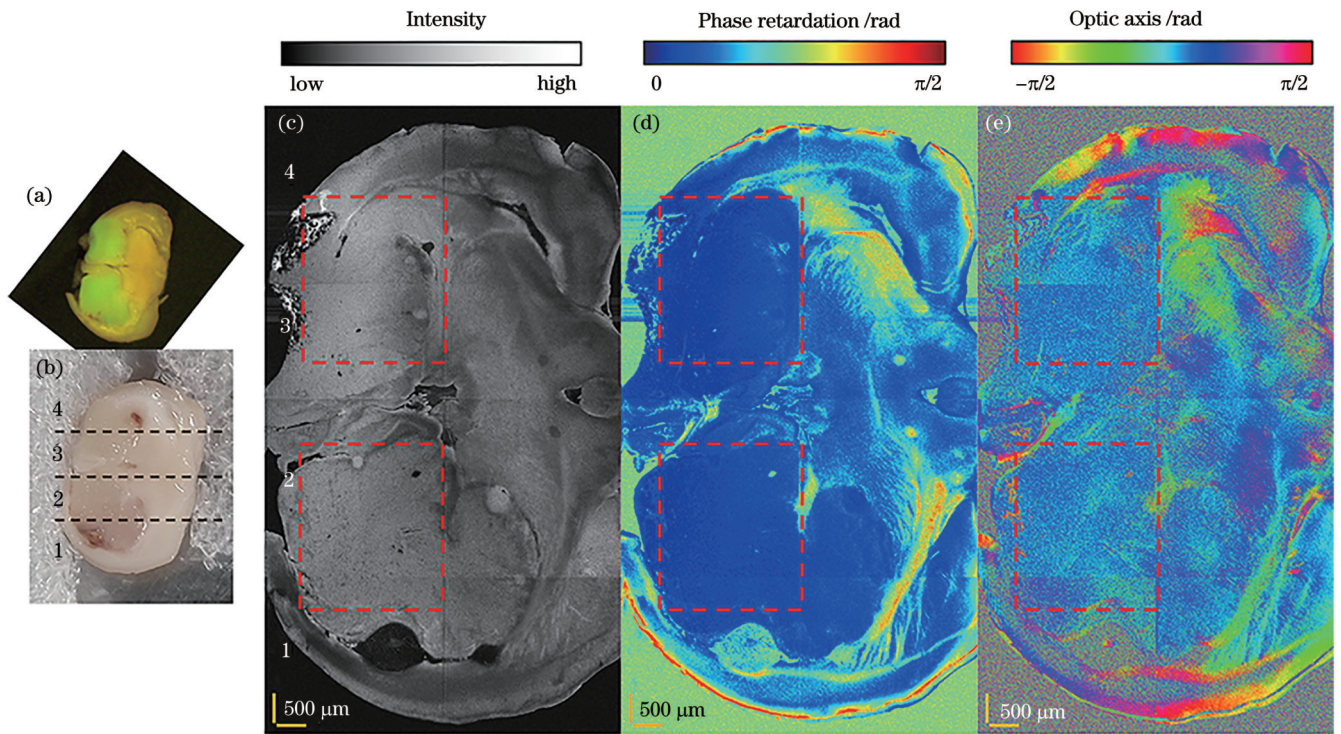 Intensity
low high
Phase retardation /rad
0 π/2
Optic axis /rad
−π/2 π/2
(a)
(b)
4
3
2
1
(c)
4
3
2
1
500 μm
(d)
500 μm
(e)
500 μm